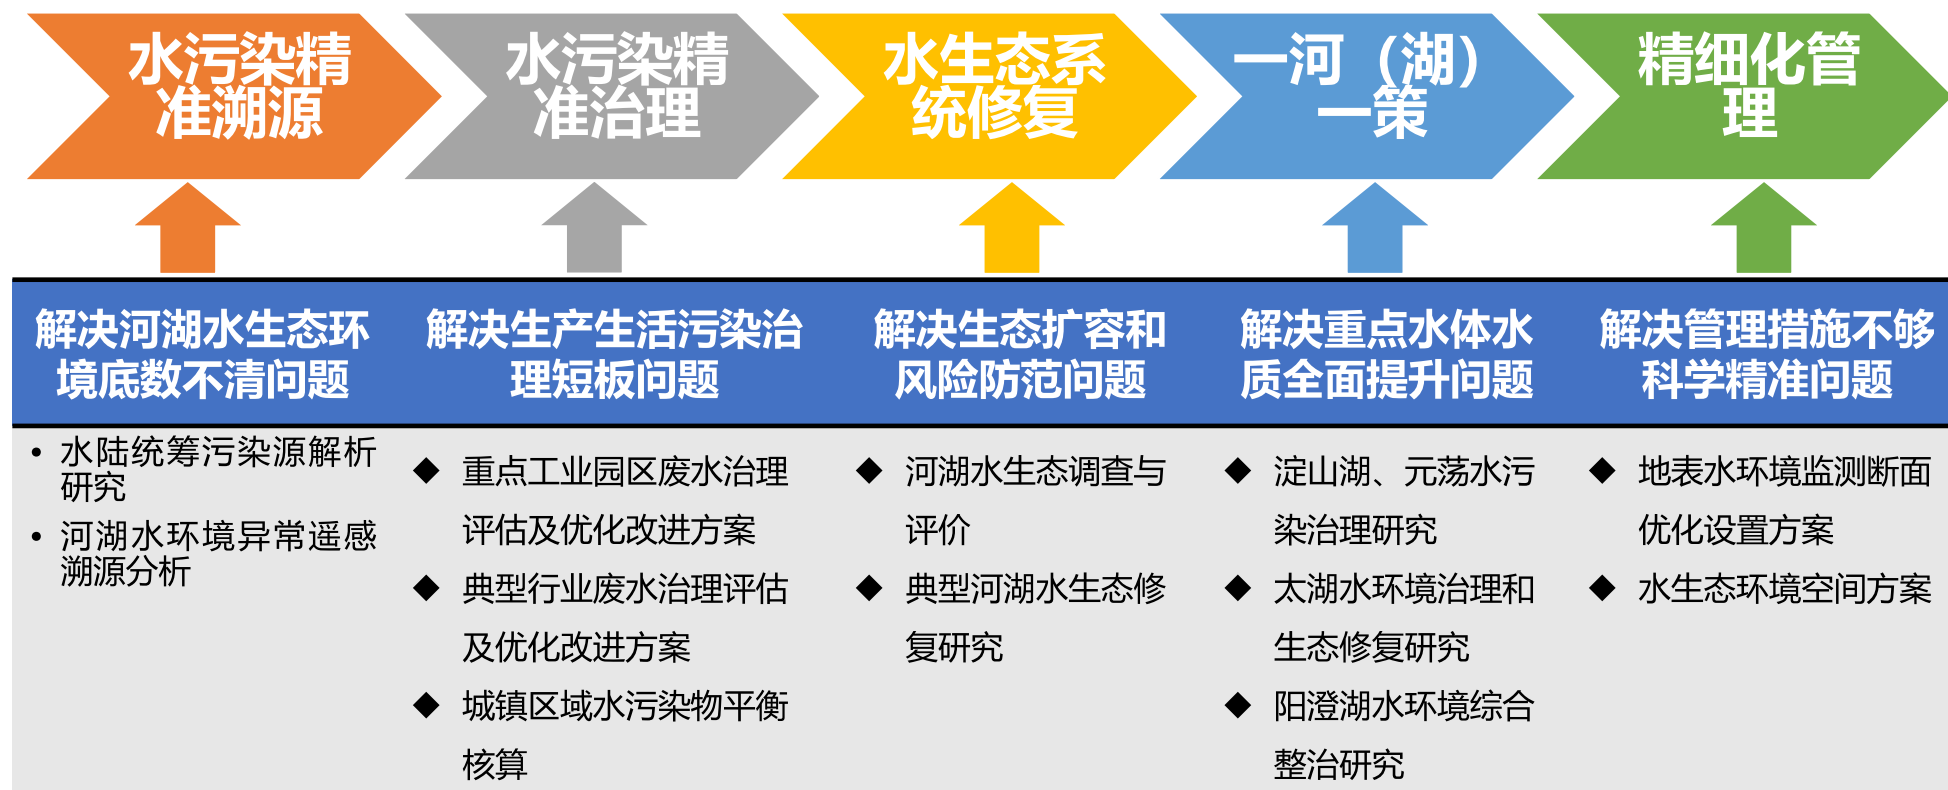 水污染精
准溯源
水污染精
准治理
水生态系
统修复
一河（湖）
一策
精细化管
理
解决河湖水生态环
境底数不清问题
解决生产生活污染治
理短板问题
解决生态扩容和
风险防范问题
解决重点水体水
质全面提升问题
解决管理措施不够
科学精准问题
• 水陆统筹污染源解析
研究
• 河湖水环境异常遥感
溯源分析
◆ 重点工业园区废水治理
评估及优化改进方案
◆ 典型行业废水治理评估
及优化改进方案
◆ 城镇区域水污染物平衡
核算
◆ 河湖水生态调查与
评价
◆ 典型河湖水生态修
复研究
◆ 淀山湖、元荡水污
染治理研究
◆ 太湖水环境治理和
生态修复研究
◆ 阳澄湖水环境综合
整治研究
◆ 地表水环境监测断面
优化设置方案
◆ 水生态环境空间方案